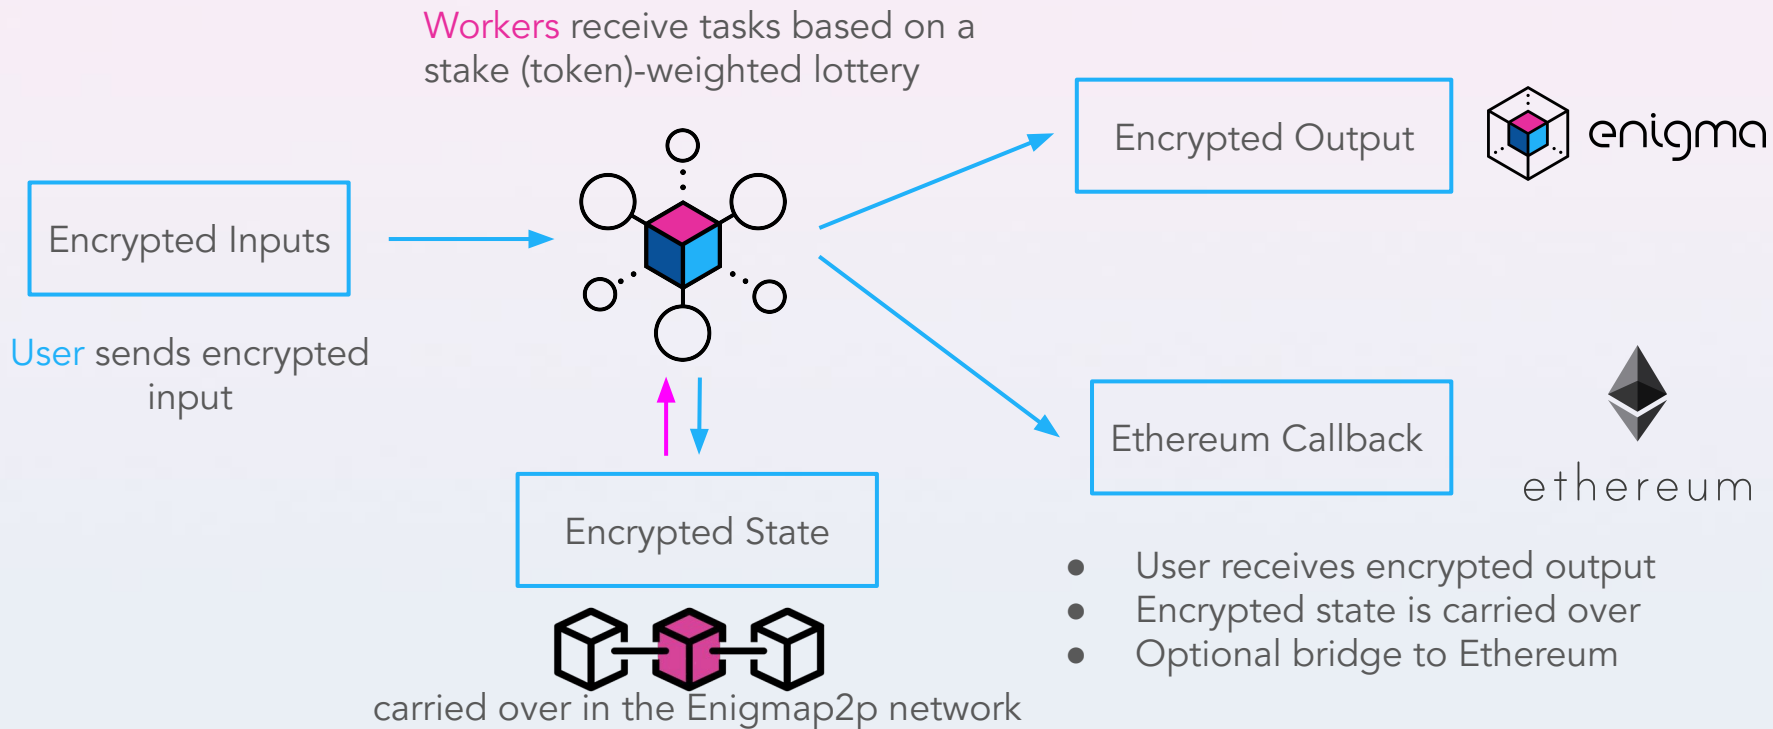 Workers receive tasks based on a
stake (token)-weighted lottery
Encrypted Output
enigma
Encrypted Inputs
User sends encrypted
input
Ethereum Callback
ethereum
Encrypted State
carried over in the Enigmap2p network
● User receives encrypted output
● Encrypted state is carried over
● Optional bridge to Ethereum